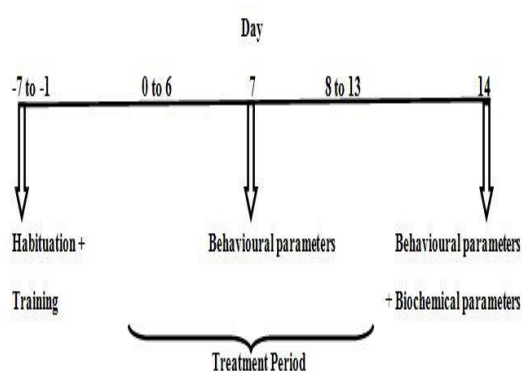 Day
-7 to -1 0 to 6 7 8 to 13 14
Habituation + Behavioural parameters Behavioural parameters
Training + Biochemical parameters
Treatment Period